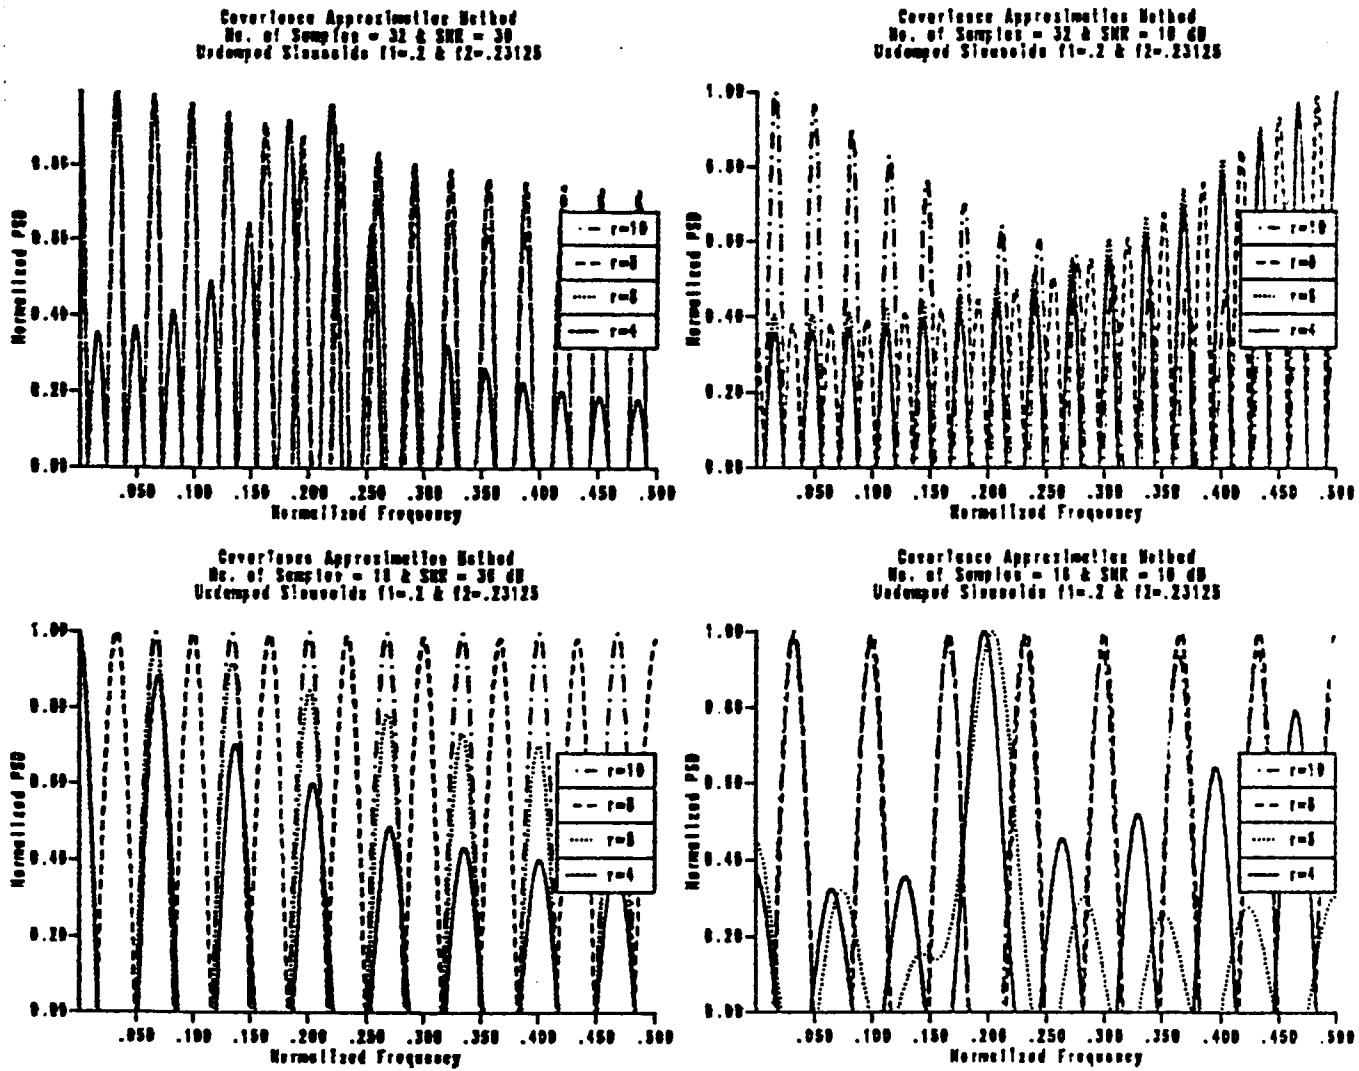 Covariance Approximation Method
No. of Samples = 32 & SNR = 30
Undamped Sinusoids f1=.2 & f2=.23125
Normalized PSD
0.60
0.40
0.20
0.00
.050 .100 .150 .200 .250 .300 .350 .400 .450 .500
Normalized Frequency
r=10
r=8
r=6
r=4
Covariance Approximation Method
No. of Samples = 32 & SNR = 10 dB
Undamped Sinusoids f1=.2 & f2=.23125
Normalized PSD
1.00
0.80
0.60
0.40
0.20
0.00
.050 .100 .150 .200 .250 .300 .350 .400 .450 .500
Normalized Frequency
r=10
r=8
r=6
r=4
Covariance Approximation Method
No. of Samples = 16 & SNR = 30 dB
Undamped Sinusoids f1=.2 & f2=.23125
Normalized PSD
1.00
0.80
0.60
0.40
0.20
0.00
.050 .100 .150 .200 .250 .300 .350 .400 .450 .500
Normalized Frequency
r=10
r=8
r=6
r=4
Covariance Approximation Method
No. of Samples = 16 & SNR = 10 dB
Undamped Sinusoids f1=.2 & f2=.23125
Normalized PSD
1.00
0.80
0.60
0.40
0.20
0.00
.050 .100 .150 .200 .250 .300 .350 .400 .450 .500
Normalized Frequency
r=10
r=8
r=6
r=4